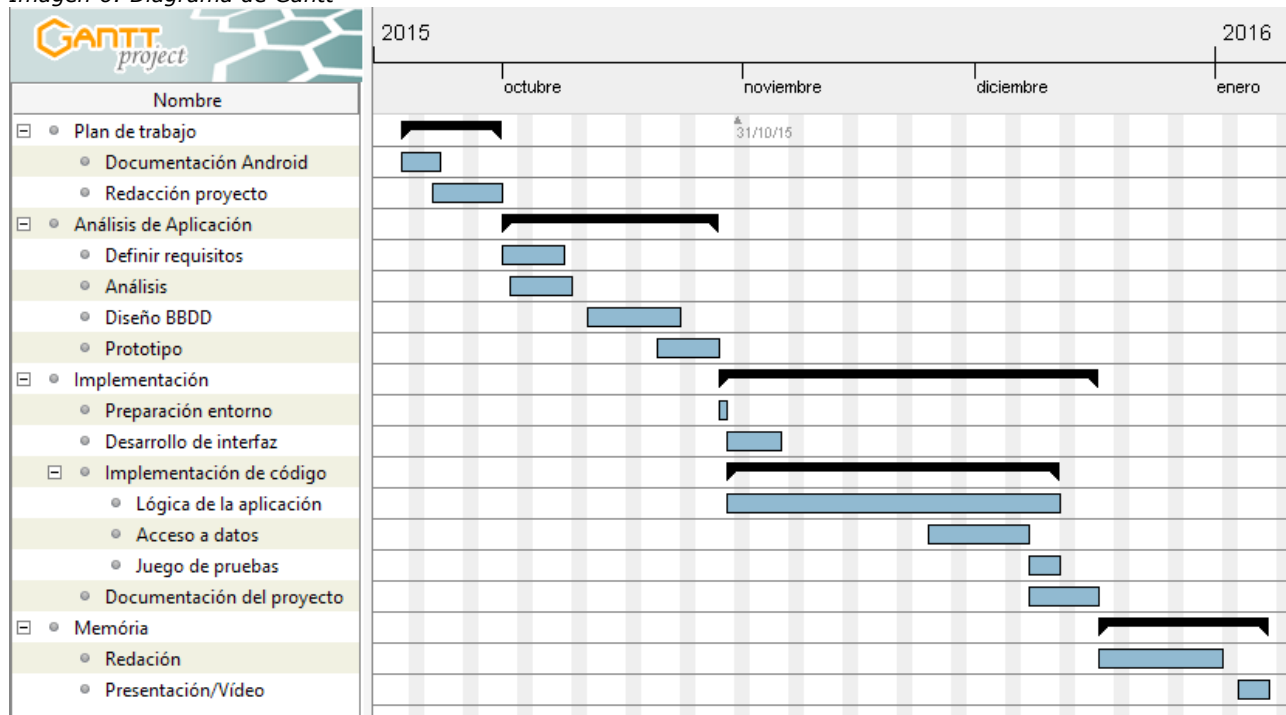 Imagen 6: Diagrama de Gantt
GANTT
project
2015
2016
Nombre
octubre
noviembre
diciembre
enero
31/10/15
Plan de trabajo
Documentación Android
Redacción proyecto
Análisis de Aplicación
Definir requisitos
Análisis
Diseño BBDD
Prototipo
Implementación
Preparación entorno
Desarrollo de interfaz
Implementación de código
Lógica de la aplicación
Acceso a datos
Juego de pruebas
Documentación del proyecto
Memória
Redación
Presentación/Vídeo